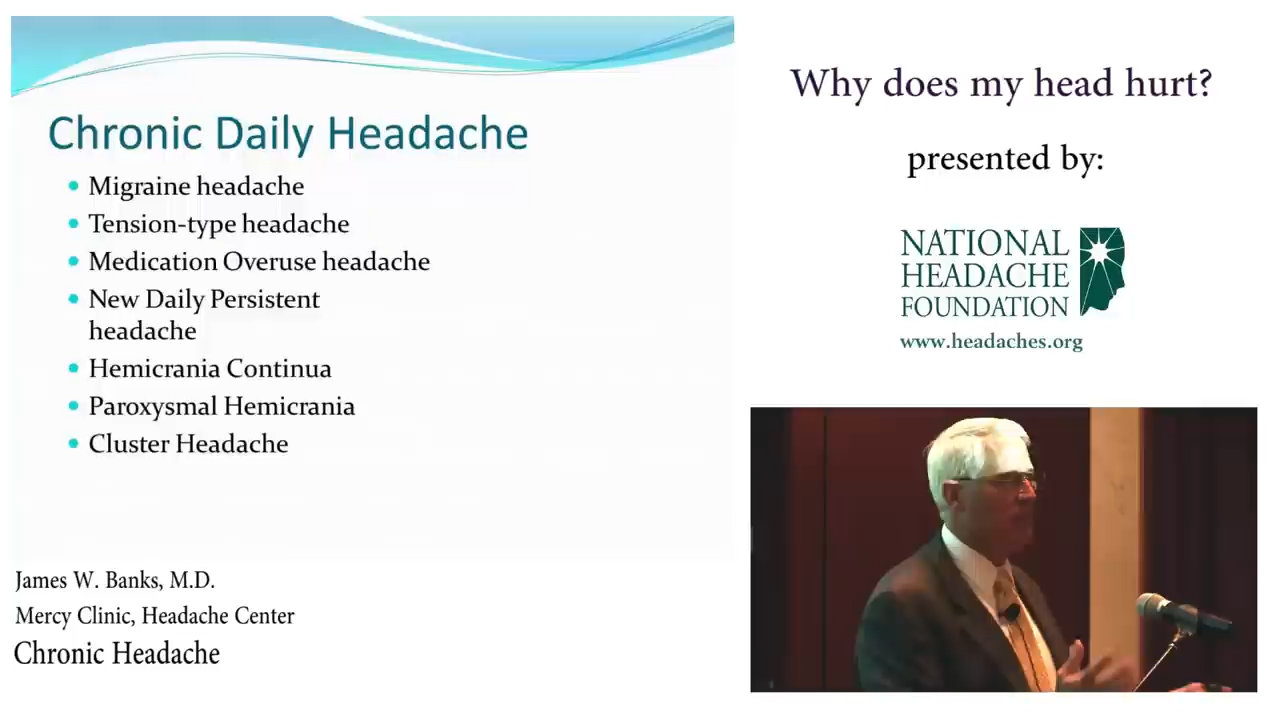 Chronic Daily Headache
Migraine headache
Tension-type headache
Medication Overuse headache
New Daily Persistent
headache
Hemicrania Continua
Paroxysmal Hemicrania
Cluster Headache
James W. Banks, M.D.
Mercy Clinic, Headache Center
Chronic Headache
Why does my head hurt?
presented by:
NATIONAL
HEADACHE
FOUNDATION
www.headaches.org